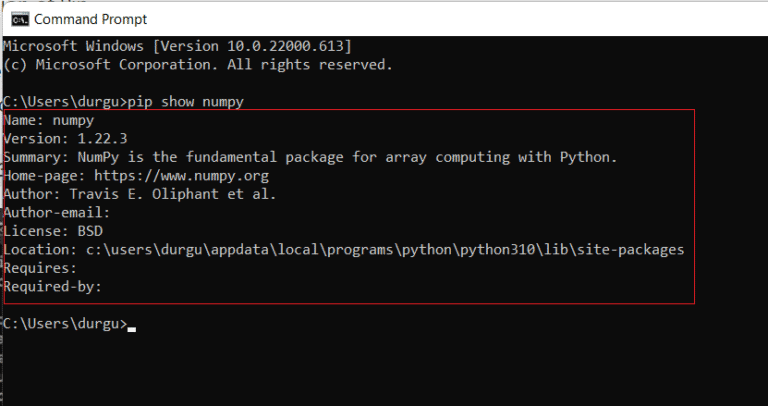 Command Prompt
Microsoft Windows [Version 10.0.22000.613]
(c) Microsoft Corporation. All rights reserved.
C:\Users\durgu>pip show numpy
Name: numpy
Version: 1.22.3
Summary: NumPy is the fundamental package for array computing with Python.
Home-page: https://www.numpy.org
Author: Travis E. Oliphant et al.
Author-email:
License: BSD
Location: c:\users\durgu\appdata\local\programs\python\python310\lib\site-packages
Requires:
Required-by:
C:\Users\durgu>